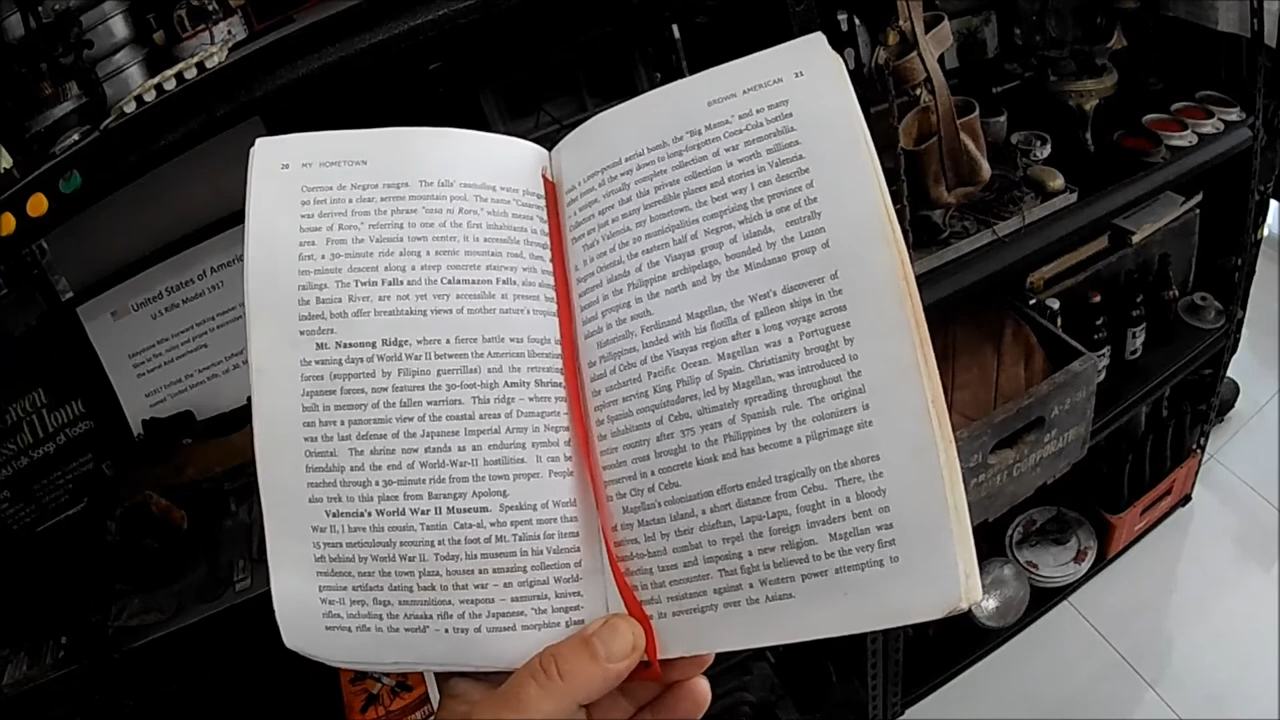 20 MY HOMETOWN
Cuernos de Negros ranges. The falls' cascading water plunges
90 feet into a clear, serene mountain pool. The name "Casaroro"
was derived from the phrase "casa ni Roro," which means "the
house of Roro," referring to one of the first inhabitants in the
area. From the Valencia town center, it is accessible through,
first, a 30-minute ride along a scenic mountain road, then, a
ten-minute descent along a steep concrete stairway with iron
railings. The Twin Falls and the Calamazon Falls, also along
the Banica River, are not yet very accessible at present but
indeed, both offer breathtaking views of mother nature's tropical
wonders.
Mt. Nasonng Ridge, where a fierce battle was fought in
the waning days of World War II between the American liberation
forces (supported by Filipino guerrillas) and the retreating
Japanese forces, now features the 30-foot-high Amity Shrine,
built in memory of the fallen warriors. This ridge – where you
can have a panoramic view of the coastal areas of Dumaguete –
was the last defense of the Japanese Imperial Army in Negros
Oriental. The shrine now stands as an enduring symbol of
friendship and the end of World-War-II hostilities. It can be
reached through a 30-minute ride from the town proper. People
also trek to this place from Barangay Apolong.
Valencia's World War II Museum. Speaking of World
War II, I have this cousin, Tantin Cata-al, who spent more than
15 years meticulously scouring at the foot of Mt. Talinis for items
left behind by World War II. Today, his museum in his Valencia
residence, near the town plaza, houses an amazing collection of
genuine artifacts dating back to that war – an original World-
War-II jeep, flags, ammunitions, weapons – samurais, knives,
rifles, including the Arisaka rifle of the Japanese, "the longest-
serving rifle in the world" – a tray of unused morphine glass
BROWN AMERICAN 21
1,000-pound aerial bomb, the "Big Mama," and so many
other items, all the way down to long-forgotten Coca-Cola bottles
a unique, virtually complete collection of war memorabilia.
Collectors agree that this private collection is worth millions.
There are just so many incredible places and stories in Valencia.
That's Valencia, my hometown, the best way I can describe
it. It is one of the 20 municipalities comprising the province of
Negros Oriental, the eastern half of Negros, which is one of the
scattered islands of the Visayas group of islands, centrally
located in the Philippine archipelago, bounded by the Luzon
island grouping in the north and by the Mindanao group of
islands in the south.
Historically, Ferdinand Magellan, the West's discoverer of
the Philippines, landed with his flotilla of galleon ships in the
island of Cebu of the Visayas region after a long voyage across
the uncharted Pacific Ocean. Magellan was a Portuguese
explorer serving King Philip of Spain. Christianity brought by
the Spanish conquistadores, led by Magellan, was introduced to
the inhabitants of Cebu, ultimately spreading throughout the
entire country after 375 years of Spanish rule. The original
wooden cross brought to the Philippines by the colonizers is
preserved in a concrete kiosk and has become a pilgrimage site
in the City of Cebu.
Magellan's colonization efforts ended tragically on the shores
of tiny Mactan Island, a short distance from Cebu. There, the
natives, led by their chieftan, Lapu-Lapu, fought in a bloody
hand-to-hand combat to repel the foreign invaders bent on
collecting taxes and imposing a new religion. Magellan was
in that encounter. That fight is believed to be the very first
resistance against a Western power attempting to
its sovereignty over the Asians.
United States of Americ
U.S Rifle Model 1917